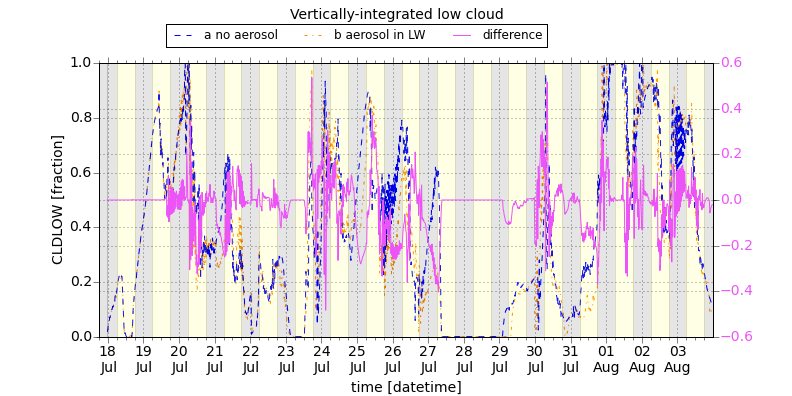 Vertically-integrated low cloud
a no aerosol b aerosol in LW difference
1.0 0.6
0.8 0.4
0.6 0.2
0.4 0.0
0.2 −0.2
0.0 −0.4
−0.6
CLDLOW [fraction]
18 19 20 21 22 23 24 25 26 27 28 29 30 31 01 02 03
Jul Jul Jul Jul Jul Jul Jul Jul Jul Jul Jul Jul Jul Jul Aug Aug Aug
time [datetime]